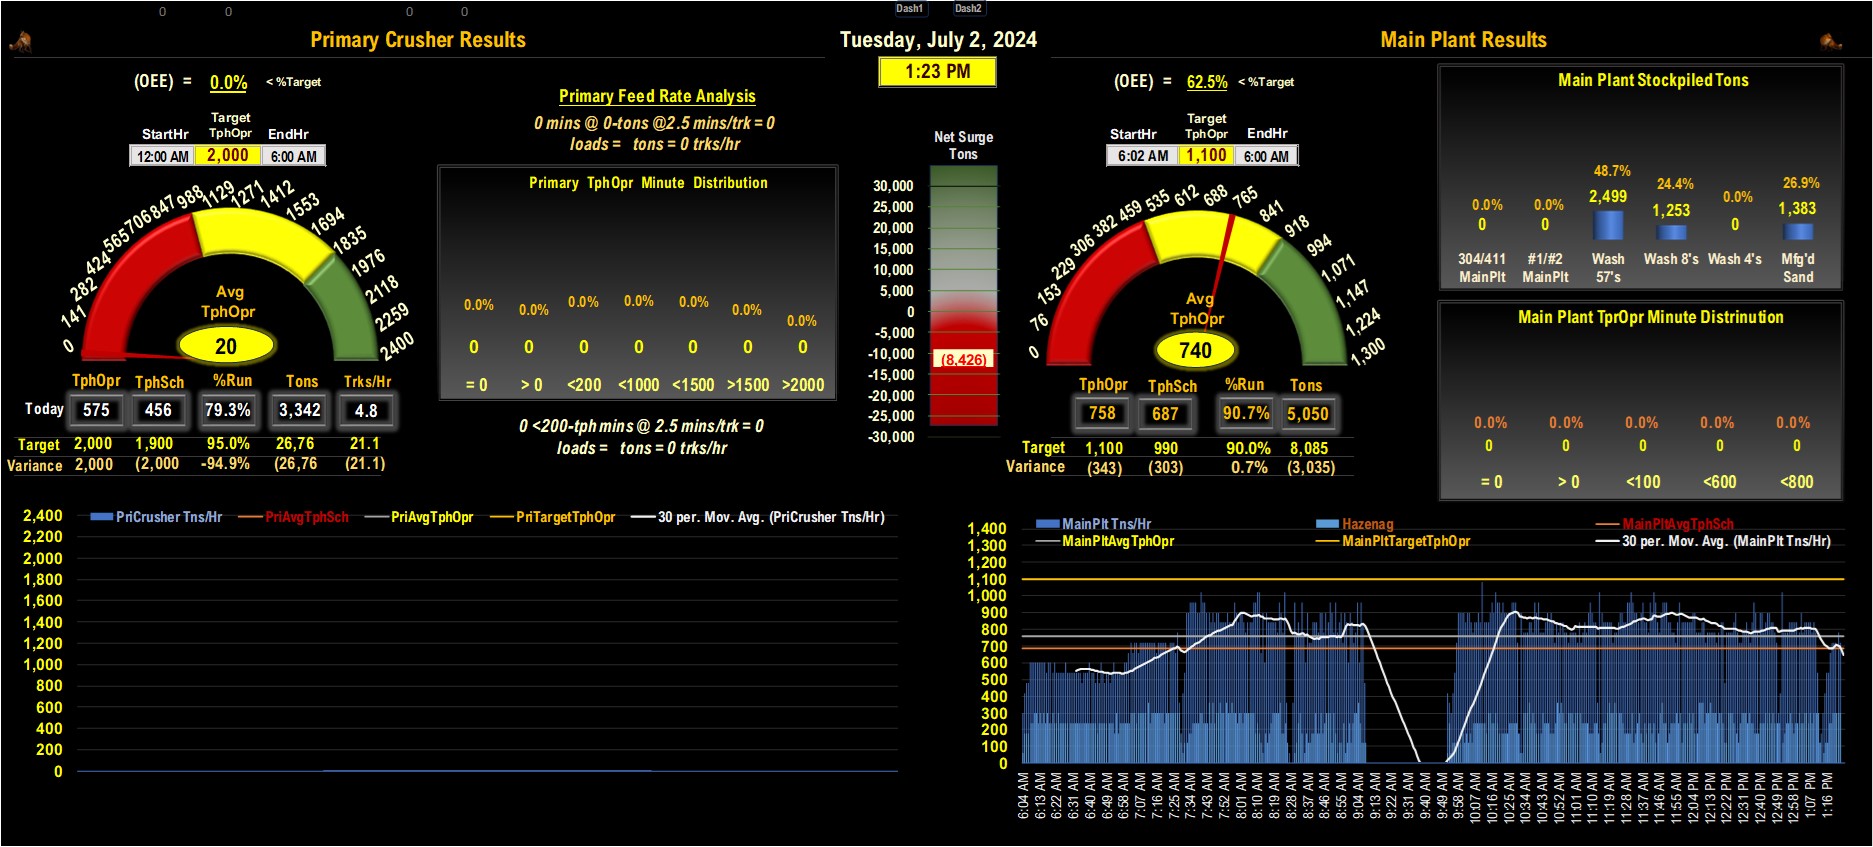 0 0 0 0 Dash1 Dash2
Primary Crusher Results
Tuesday, July 2, 2024
Main Plant Results
1:23 PM
(OEE) = 0.0% < %Target
Target
StartHr TphOpr EndHr
12:00 AM 2,000 6:00 AM
0 141 282 424 565 706 847 988 1129 1271 1412 1553 1694 1835 1976 2118 2259 2400
Avg
TphOpr
20
TphOpr TphSch %Run Tons Trks/Hr
Today 575 456 79.3% 3,342 4.8
Target 2,000 1,900 95.0% 26,76 21.1
Variance 2,000 (2,000 -94.9% (26,76 (21.1)
Primary Feed Rate Analysis
0 mins @ 0-tons @2.5 mins/trk = 0
loads = tons = 0 trks/hr
Primary TphOpr Minute Distribution
0.0% 0.0% 0.0% 0.0% 0.0% 0.0% 0.0%
0 0 0 0 0 0 0
= 0 > 0 <200 <1000 <1500 >1500 >2000
0 <200-tph mins @ 2.5 mins/trk = 0
loads = tons = 0 trks/hr
Net Surge
Tons
30,000
25,000
20,000
15,000
10,000
5,000
0
-5,000
-10,000
(8,426)
-15,000
-20,000
-25,000
-30,000
(OEE) = 62.5% < %Target
Target
StartHr TphOpr EndHr
6:02 AM 1,100 6:00 AM
0 76 153 229 306 382 459 535 612 688 765 841 918 994 1,071 1,147 1,224 1,300
Avg
TphOpr
740
TphOpr TphSch %Run Tons
758 687 90.7% 5,050
Target 1,100 990 90.0% 8,085
Variance (343) (303) 0.7% (3,035)
Main Plant Stockpiled Tons
0.0% 0.0% 48.7% 24.4% 0.0% 26.9%
0 0 2,499 1,253 0 1,383
304/411 #1/#2 Wash Wash 8's Wash 4's Mfg'd
MainPlt MainPlt 57's Sand
Main Plant TprOpr Minute Distrinution
0.0% 0.0% 0.0% 0.0% 0.0%
0 0 0 0 0
= 0 > 0 <100 <600 <800
PriCrusher Tns/Hr PriAvgTphSch PriAvgTphOpr PriTargetTphOpr 30 per. Mov. Avg. (PriCrusher Tns/Hr)
2,400
2,200
2,000
1,800
1,600
1,400
1,200
1,000
800
600
400
200
0
MainPlt Tns/Hr Hazenag MainPltAvgTphSch
MainPltAvgTphOpr MainPltTargetTphOpr 30 per. Mov. Avg. (MainPlt Tns/Hr)
1,400
1,300
1,200
1,100
1,000
900
800
700
600
500
400
300
200
100
0
6:04 AM 6:13 AM 6:22 AM 6:31 AM 6:40 AM 6:49 AM 6:58 AM 7:07 AM 7:16 AM 7:25 AM 7:34 AM 7:43 AM 7:52 AM 8:01 AM 8:10 AM 8:19 AM 8:28 AM 8:37 AM 8:46 AM 8:55 AM 9:04 AM 9:13 AM 9:22 AM 9:31 AM 9:40 AM 9:49 AM 9:58 AM 10:07 AM 10:16 AM 10:25 AM 10:34 AM 10:43 AM 10:52 AM 11:01 AM 11:10 AM 11:19 AM 11:28 AM 11:37 AM 11:46 AM 11:55 AM 12:04 PM 12:13 PM 12:22 PM 12:31 PM 12:40 PM 12:49 PM 12:58 PM 1:07 PM 1:16 PM